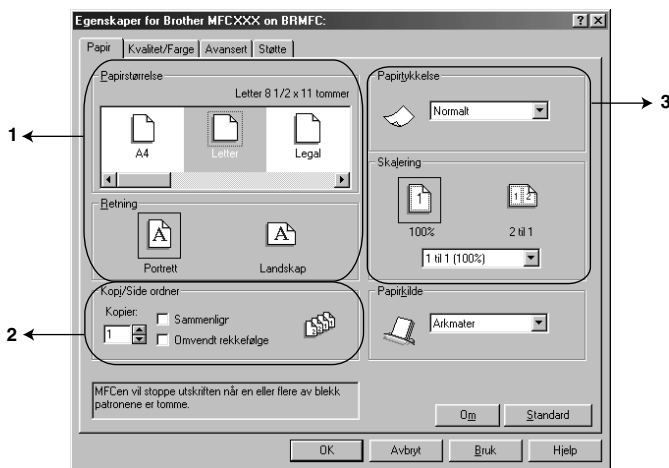 Egenskaper for Brother MFCXXX on BRMFC:
Papir Kvalitet/Farge Avansert Støtte
Papirstørrelse
Letter 8 1/2 x 11 tommer
A4 Letter Legal
1
Retning
Portrett Landskap
Kopi/Side ordner
Kopier:
1
Sammenligr
Omvendt rekkefølge
2
Papirtykkelse
Normalt
3
Skalering
1
1 2
100% 2 til 1
1 til 1 (100%)
Papirkilde
Arkmater
MFCen vil stoppe utskriften når en eller flere av blekk
patronene er tomme.
Om Standard
OK Avbryt Bruk Hjelp